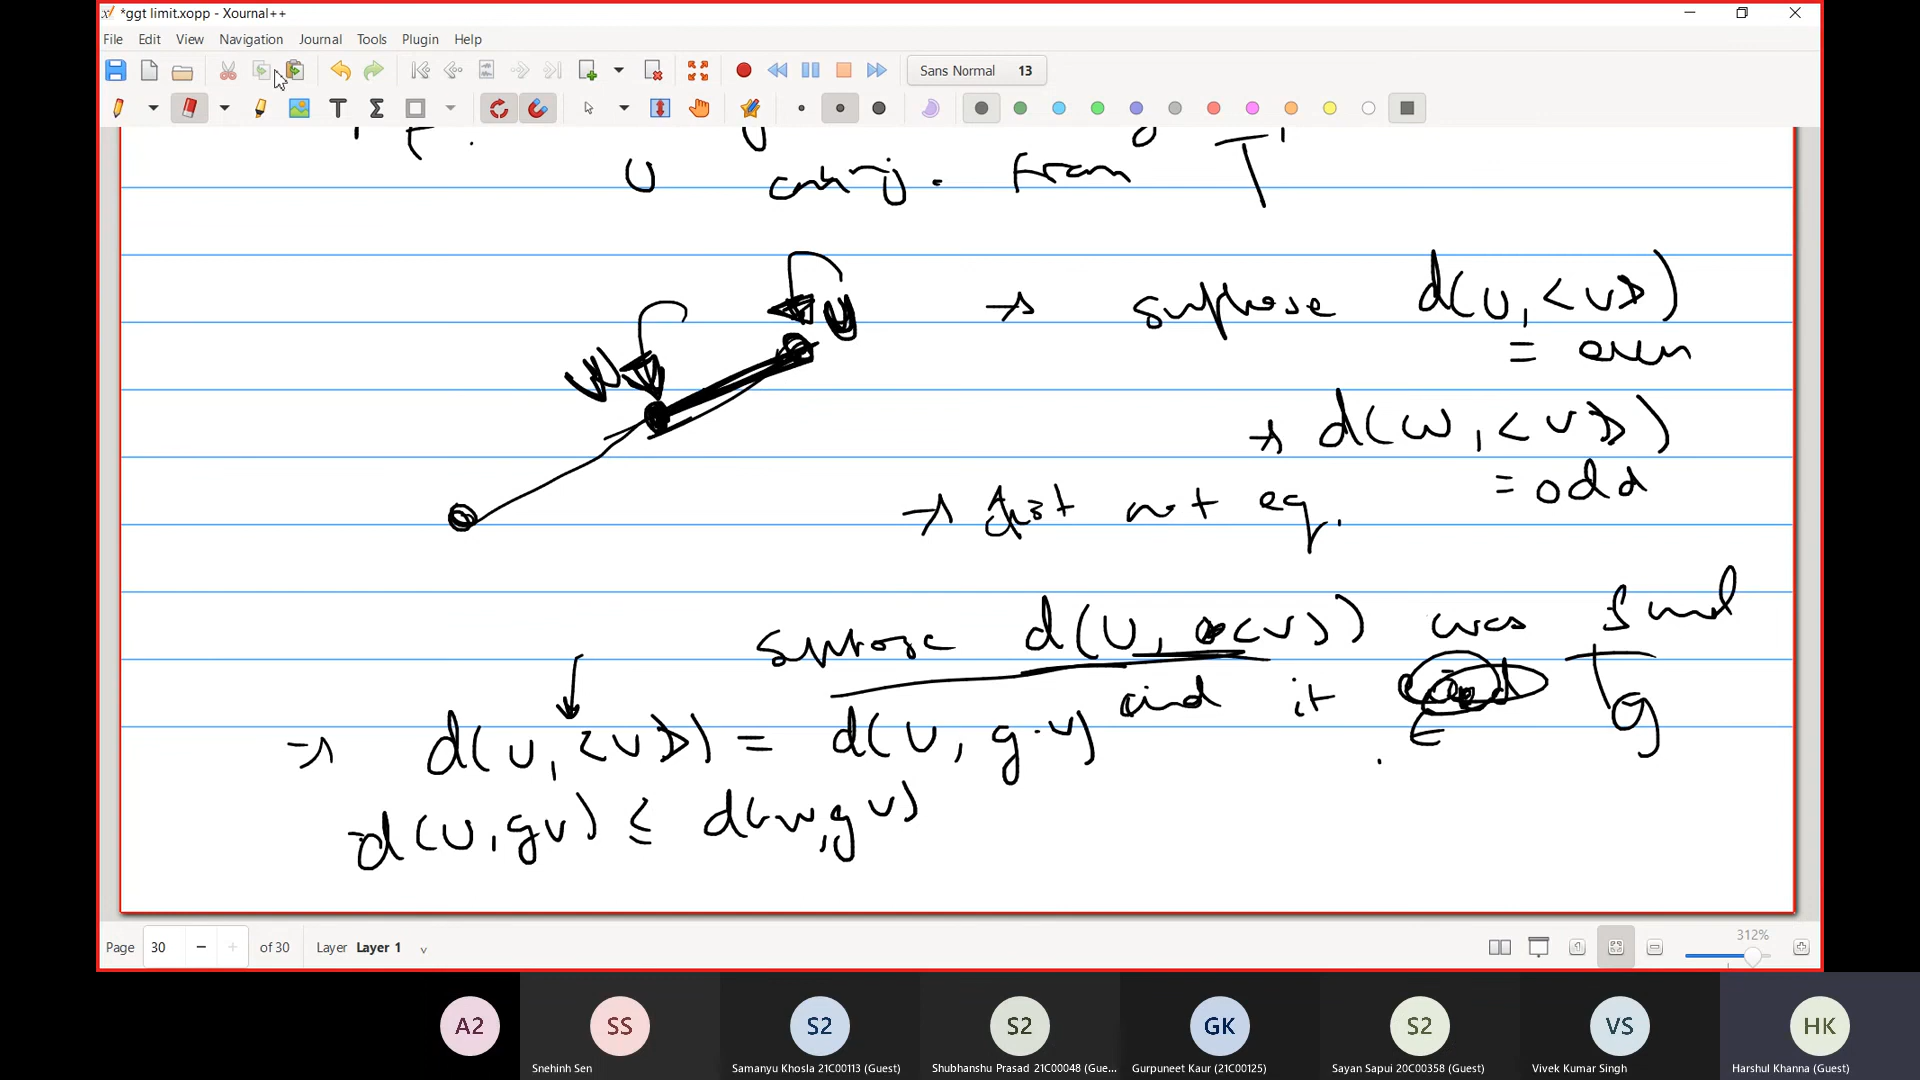 *ggt limit.xopp - Xournal++
File Edit View Navigation Journal Tools Plugin Help
Sans Normal 13
U coming. from T
→ suppose d(U, <v>)
= even
→ d(w, <v>)
= odd
→ dist not eq.
U
W
suppose d(U, <v>) was found
and it
g
→ d(U, <v>) = d(U, g.v)
d(U, gv) ≤ d(w, gv)
Page 30 of 30 Layer Layer 1
312%
A2 SS S2 S2 GK S2 VS HK
Snehinh Sen Samanyu Khosla 21C00113 (Guest) Shubhanshu Prasad 21C00048 (Gue... Gurpuneet Kaur (21C00125) Sayan Sapui 20C00358 (Guest) Vivek Kumar Singh Harshul Khanna (Guest)